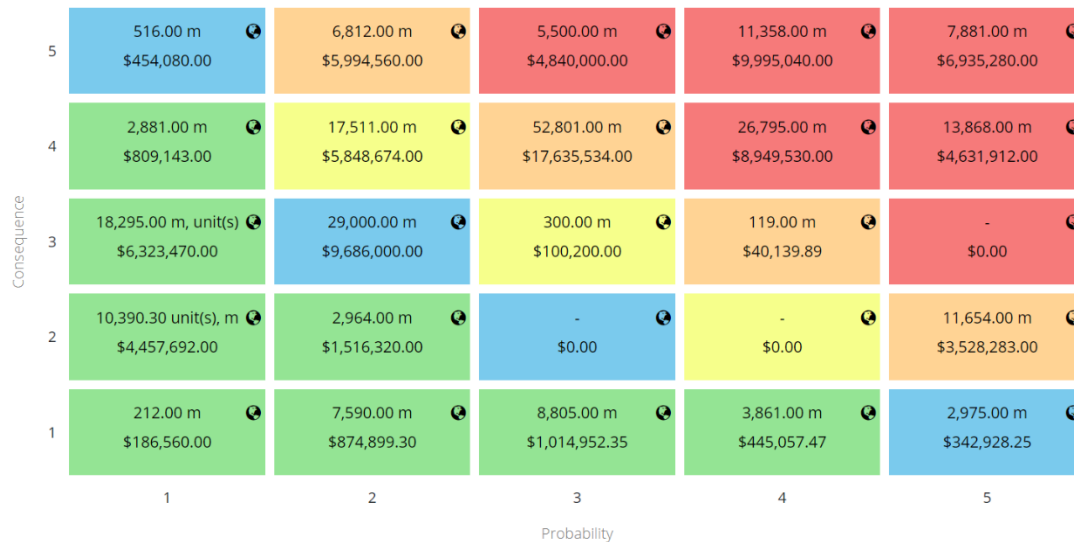 5
516.00 m
$454,080.00
6,812.00 m
$5,994,560.00
5,500.00 m
$4,840,000.00
11,358.00 m
$9,995,040.00
7,881.00 m
$6,935,280.00
4
2,881.00 m
$809,143.00
17,511.00 m
$5,848,674.00
52,801.00 m
$17,635,534.00
26,795.00 m
$8,949,530.00
13,868.00 m
$4,631,912.00
Consequence
3
18,295.00 m, unit(s)
$6,323,470.00
29,000.00 m
$9,686,000.00
300.00 m
$100,200.00
119.00 m
$40,139.89
-
$0.00
2
10,390.30 unit(s), m
$4,457,692.00
2,964.00 m
$1,516,320.00
-
$0.00
-
$0.00
11,654.00 m
$3,528,283.00
1
212.00 m
$186,560.00
7,590.00 m
$874,899.30
8,805.00 m
$1,014,952.35
3,861.00 m
$445,057.47
2,975.00 m
$342,928.25
1 2 3 4 5
Probability